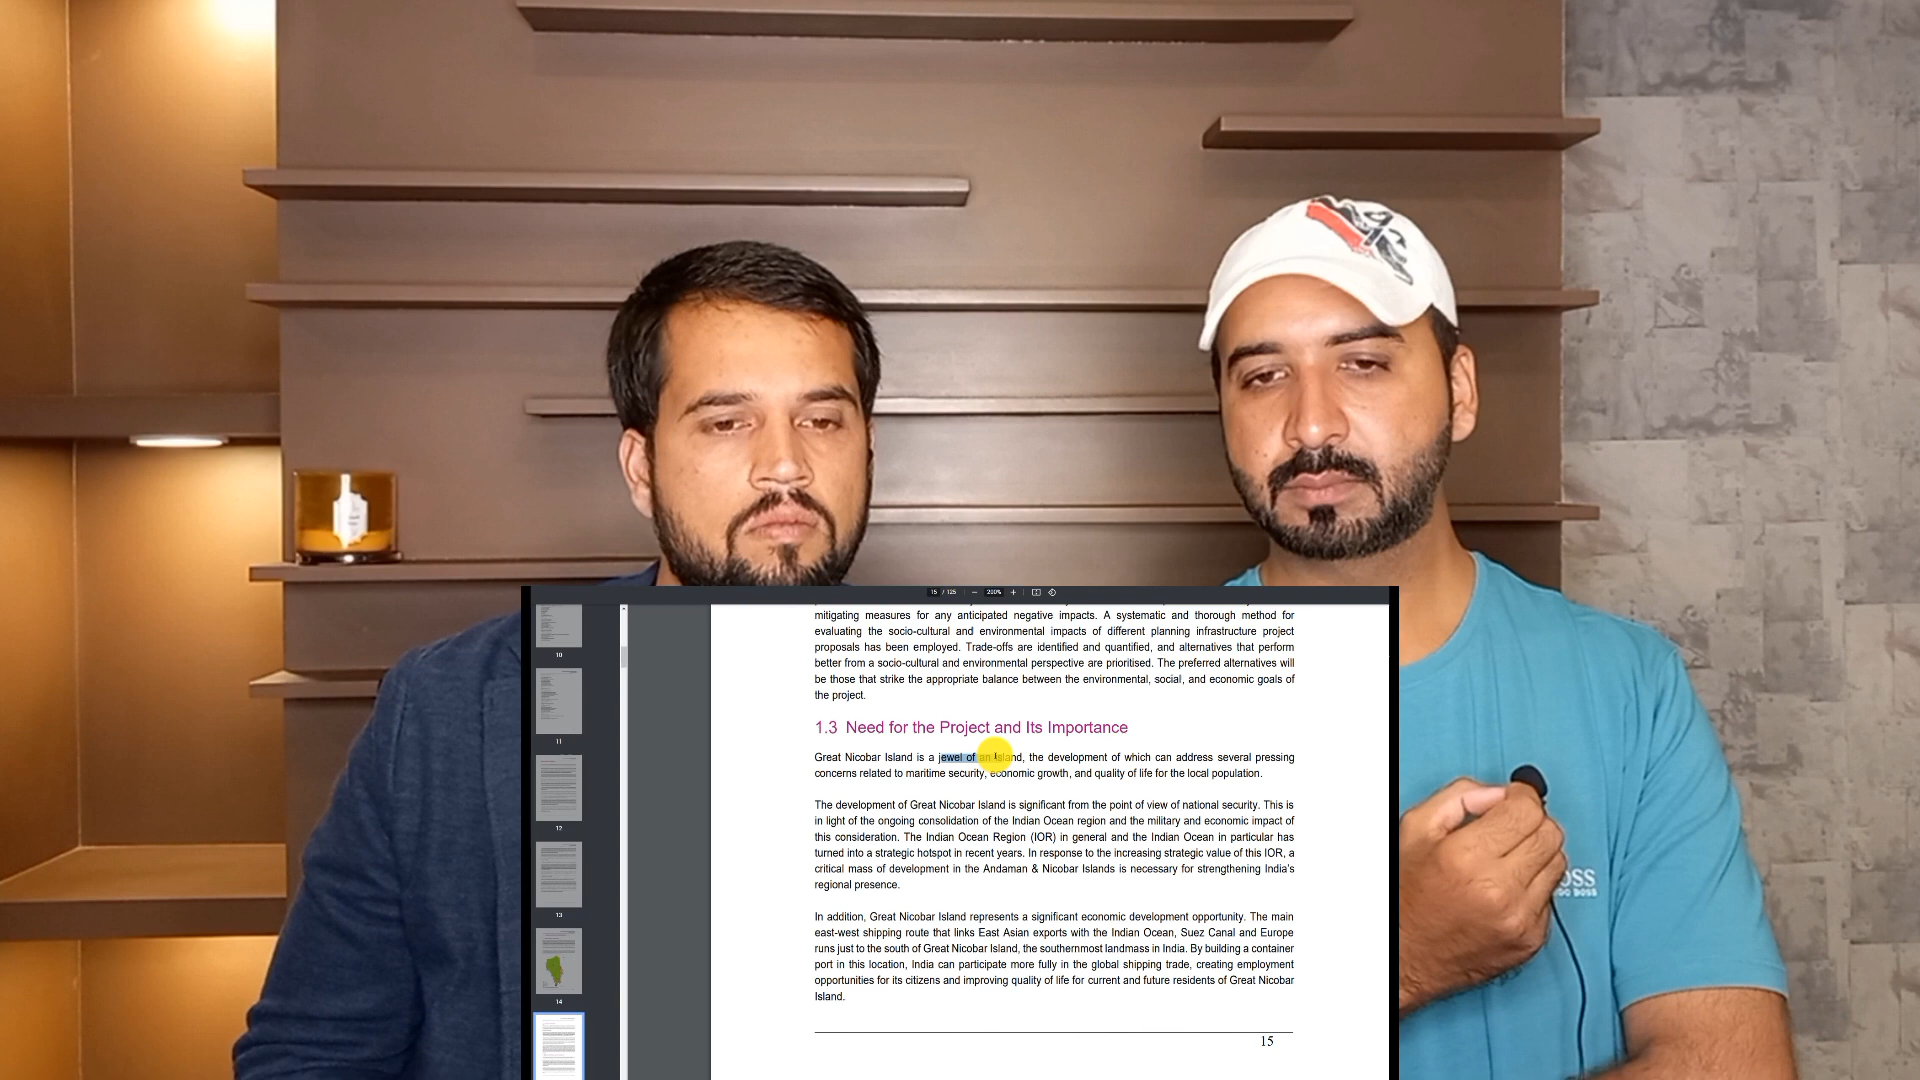 15 / 125 200%
mitigating measures for any anticipated negative impacts. A systematic and thorough method for
evaluating the socio-cultural and environmental impacts of different planning infrastructure project
proposals has been employed. Trade-offs are identified and quantified, and alternatives that perform
better from a socio-cultural and environmental perspective are prioritised. The preferred alternatives will
be those that strike the appropriate balance between the environmental, social, and economic goals of
the project.
1.3 Need for the Project and Its Importance
Great Nicobar Island is a jewel of an island, the development of which can address several pressing
concerns related to maritime security, economic growth, and quality of life for the local population.
The development of Great Nicobar Island is significant from the point of view of national security. This is
in light of the ongoing consolidation of the Indian Ocean region and the military and economic impact of
this consideration. The Indian Ocean Region (IOR) in general and the Indian Ocean in particular has
turned into a strategic hotspot in recent years. In response to the increasing strategic value of this IOR, a
critical mass of development in the Andaman & Nicobar Islands is necessary for strengthening India's
regional presence.
In addition, Great Nicobar Island represents a significant economic development opportunity. The main
east-west shipping route that links East Asian exports with the Indian Ocean, Suez Canal and Europe
runs just to the south of Great Nicobar Island, the southernmost landmass in India. By building a container
port in this location, India can participate more fully in the global shipping trade, creating employment
opportunities for its citizens and improving quality of life for current and future residents of Great Nicobar
Island.
15
10
11
12
13
14
OSS
GO BOSS